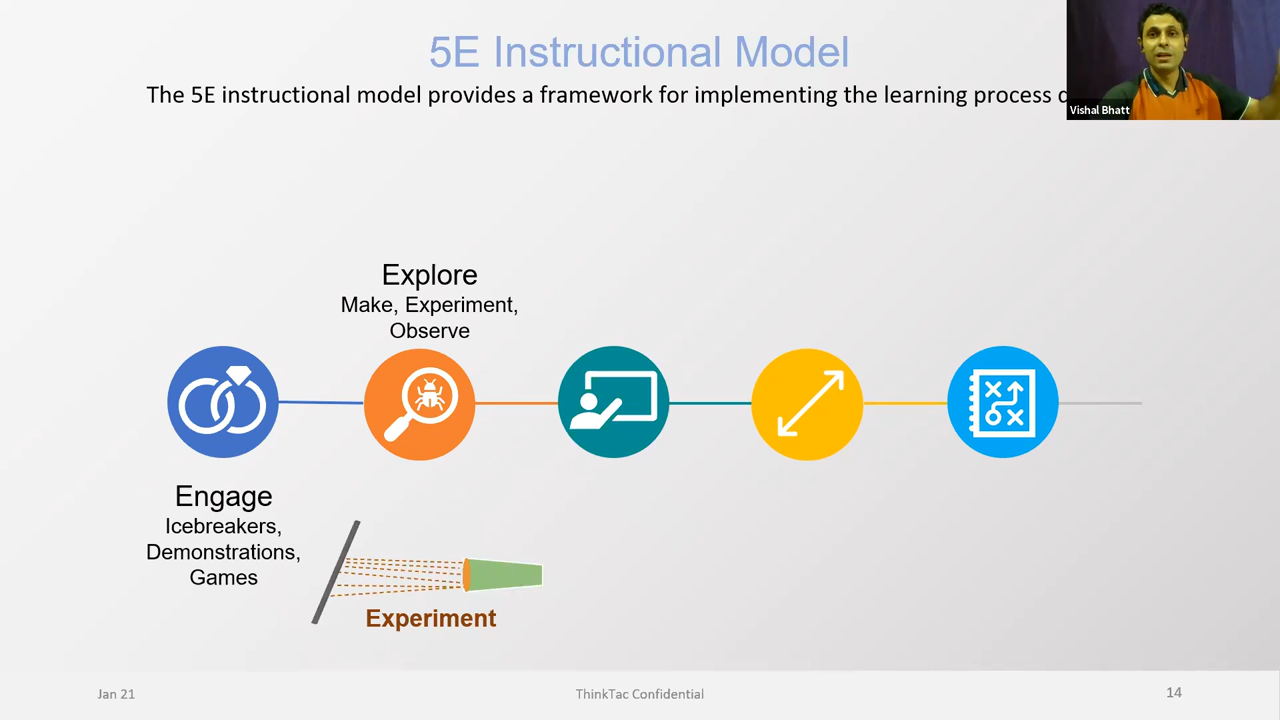 5E Instructional Model
The 5E instructional model provides a framework for implementing the learning process
Vishal Bhatt
Explore
Make, Experiment,
Observe
Engage
Icebreakers,
Demonstrations,
Games
Experiment
Jan 21
ThinkTac Confidential
14